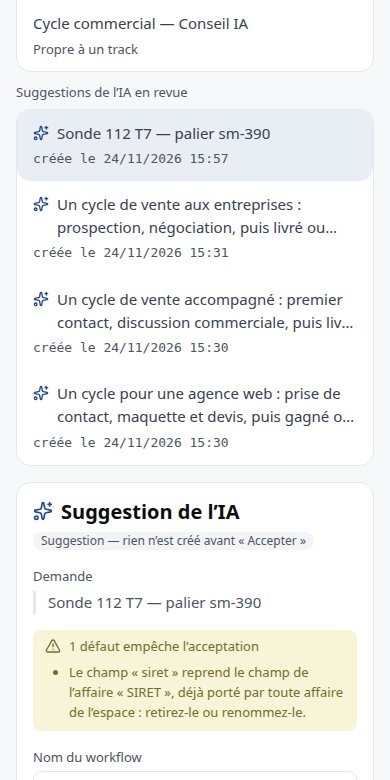 Cycle commercial — Conseil IA
Propre à un track
Suggestions de l’IA en revue
Sonde 112 T7 — palier sm-390
créée le 24/11/2026 15:57
Un cycle de vente aux entreprises :
prospection, négociation, puis livré ou…
créée le 24/11/2026 15:31
Un cycle de vente accompagné : premier
contact, discussion commerciale, puis liv…
créée le 24/11/2026 15:30
Un cycle pour une agence web : prise de
contact, maquette et devis, puis gagné o…
créée le 24/11/2026 15:30
Suggestion de l’IA
Suggestion — rien n’est créé avant « Accepter »
Demande
Sonde 112 T7 — palier sm-390
1 défaut empêche l’acceptation
• Le champ « siret » reprend le champ de
l’affaire « SIRET », déjà porté par toute affaire
de l’espace : retirez-le ou renommez-le.
Nom du workflow